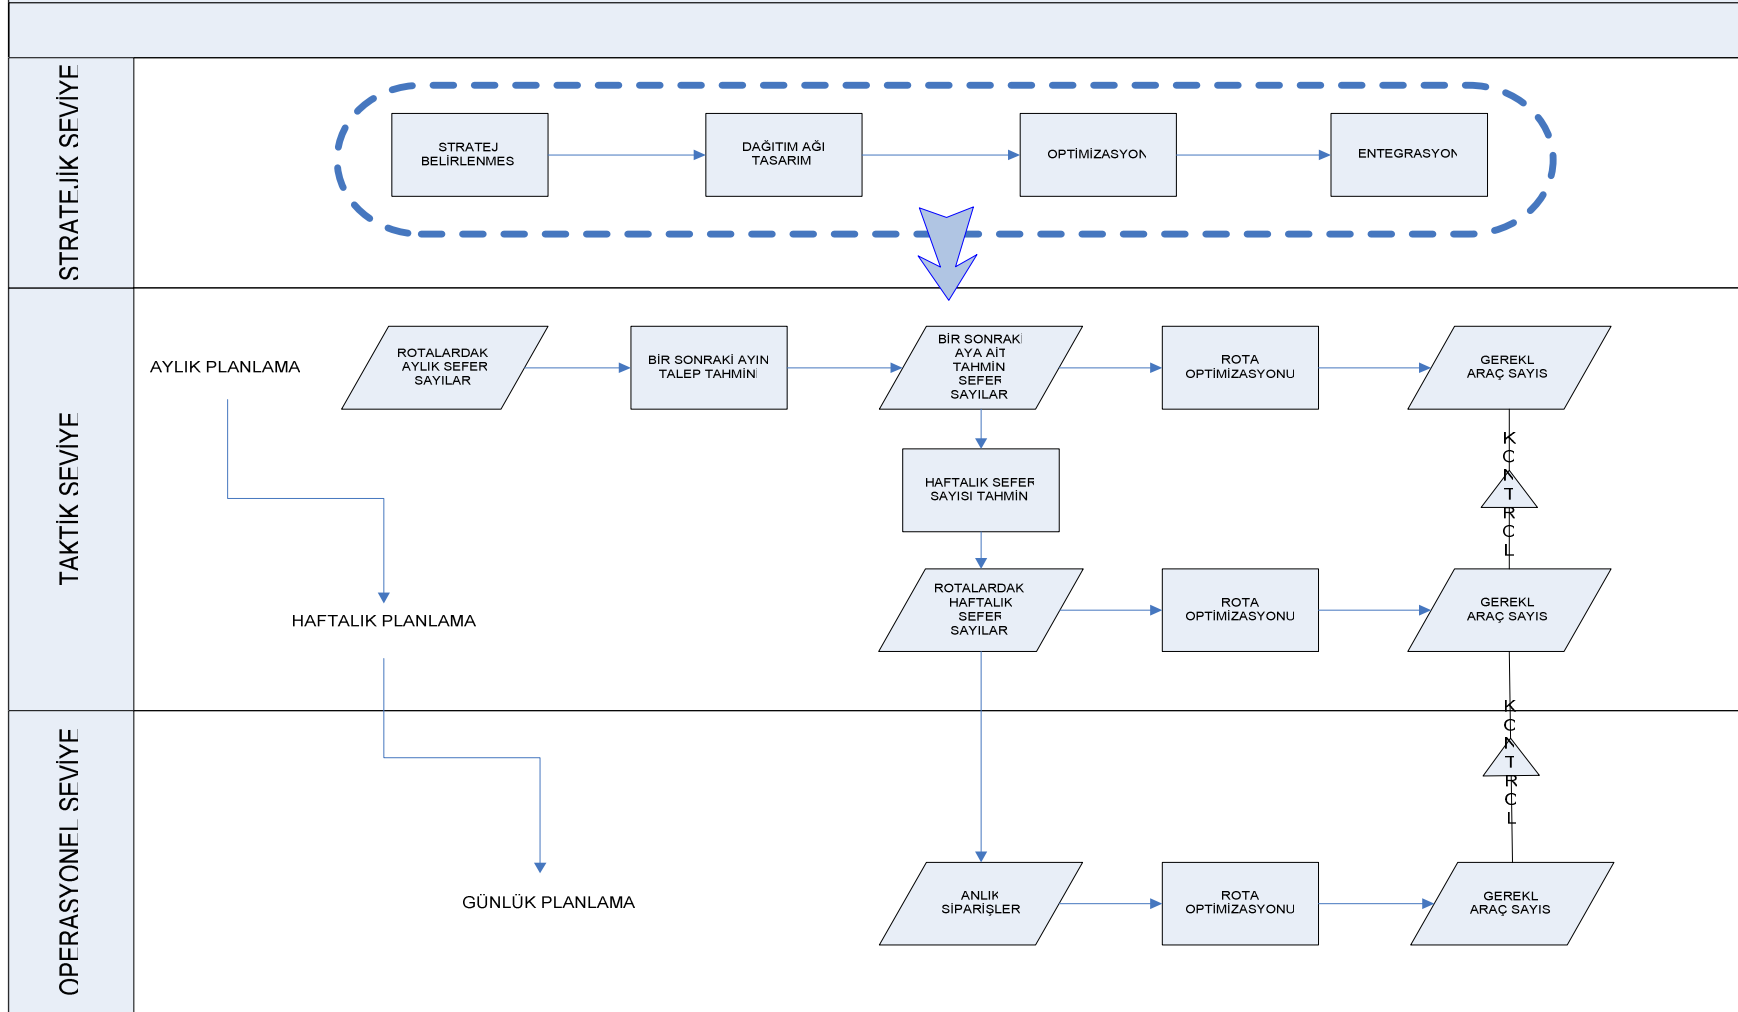 STRATEJİK SEVİYE
STRATEJ
BELİRLENMES
DAĞITIM AĞI
TASARIM
OPTİMİZASYON
ENTEGRASYON
TAKTİK SEVİYE
AYLIK PLANLAMA
ROTALARDAK
AYLIK SEFER
SAYILAR
BİR SONRAKİ AYIN
TALEP TAHMİNİ
BİR SONRAKİ
AYA AİT
TAHMİN
SEFER
SAYILAR
ROTA
OPTİMİZASYONU
GEREKL
ARAÇ SAYIS
HAFTALIK SEFER
SAYISI TAHMİN
KONTROL
HAFTALIK PLANLAMA
ROTALARDAK
HAFTALIK
SEFER
SAYILAR
ROTA
OPTİMİZASYONU
GEREKL
ARAÇ SAYIS
KONTROL
OPERASYONEL SEVİYE
GÜNLÜK PLANLAMA
ANLIK
SİPARİŞLER
ROTA
OPTİMİZASYONU
GEREKL
ARAÇ SAYIS